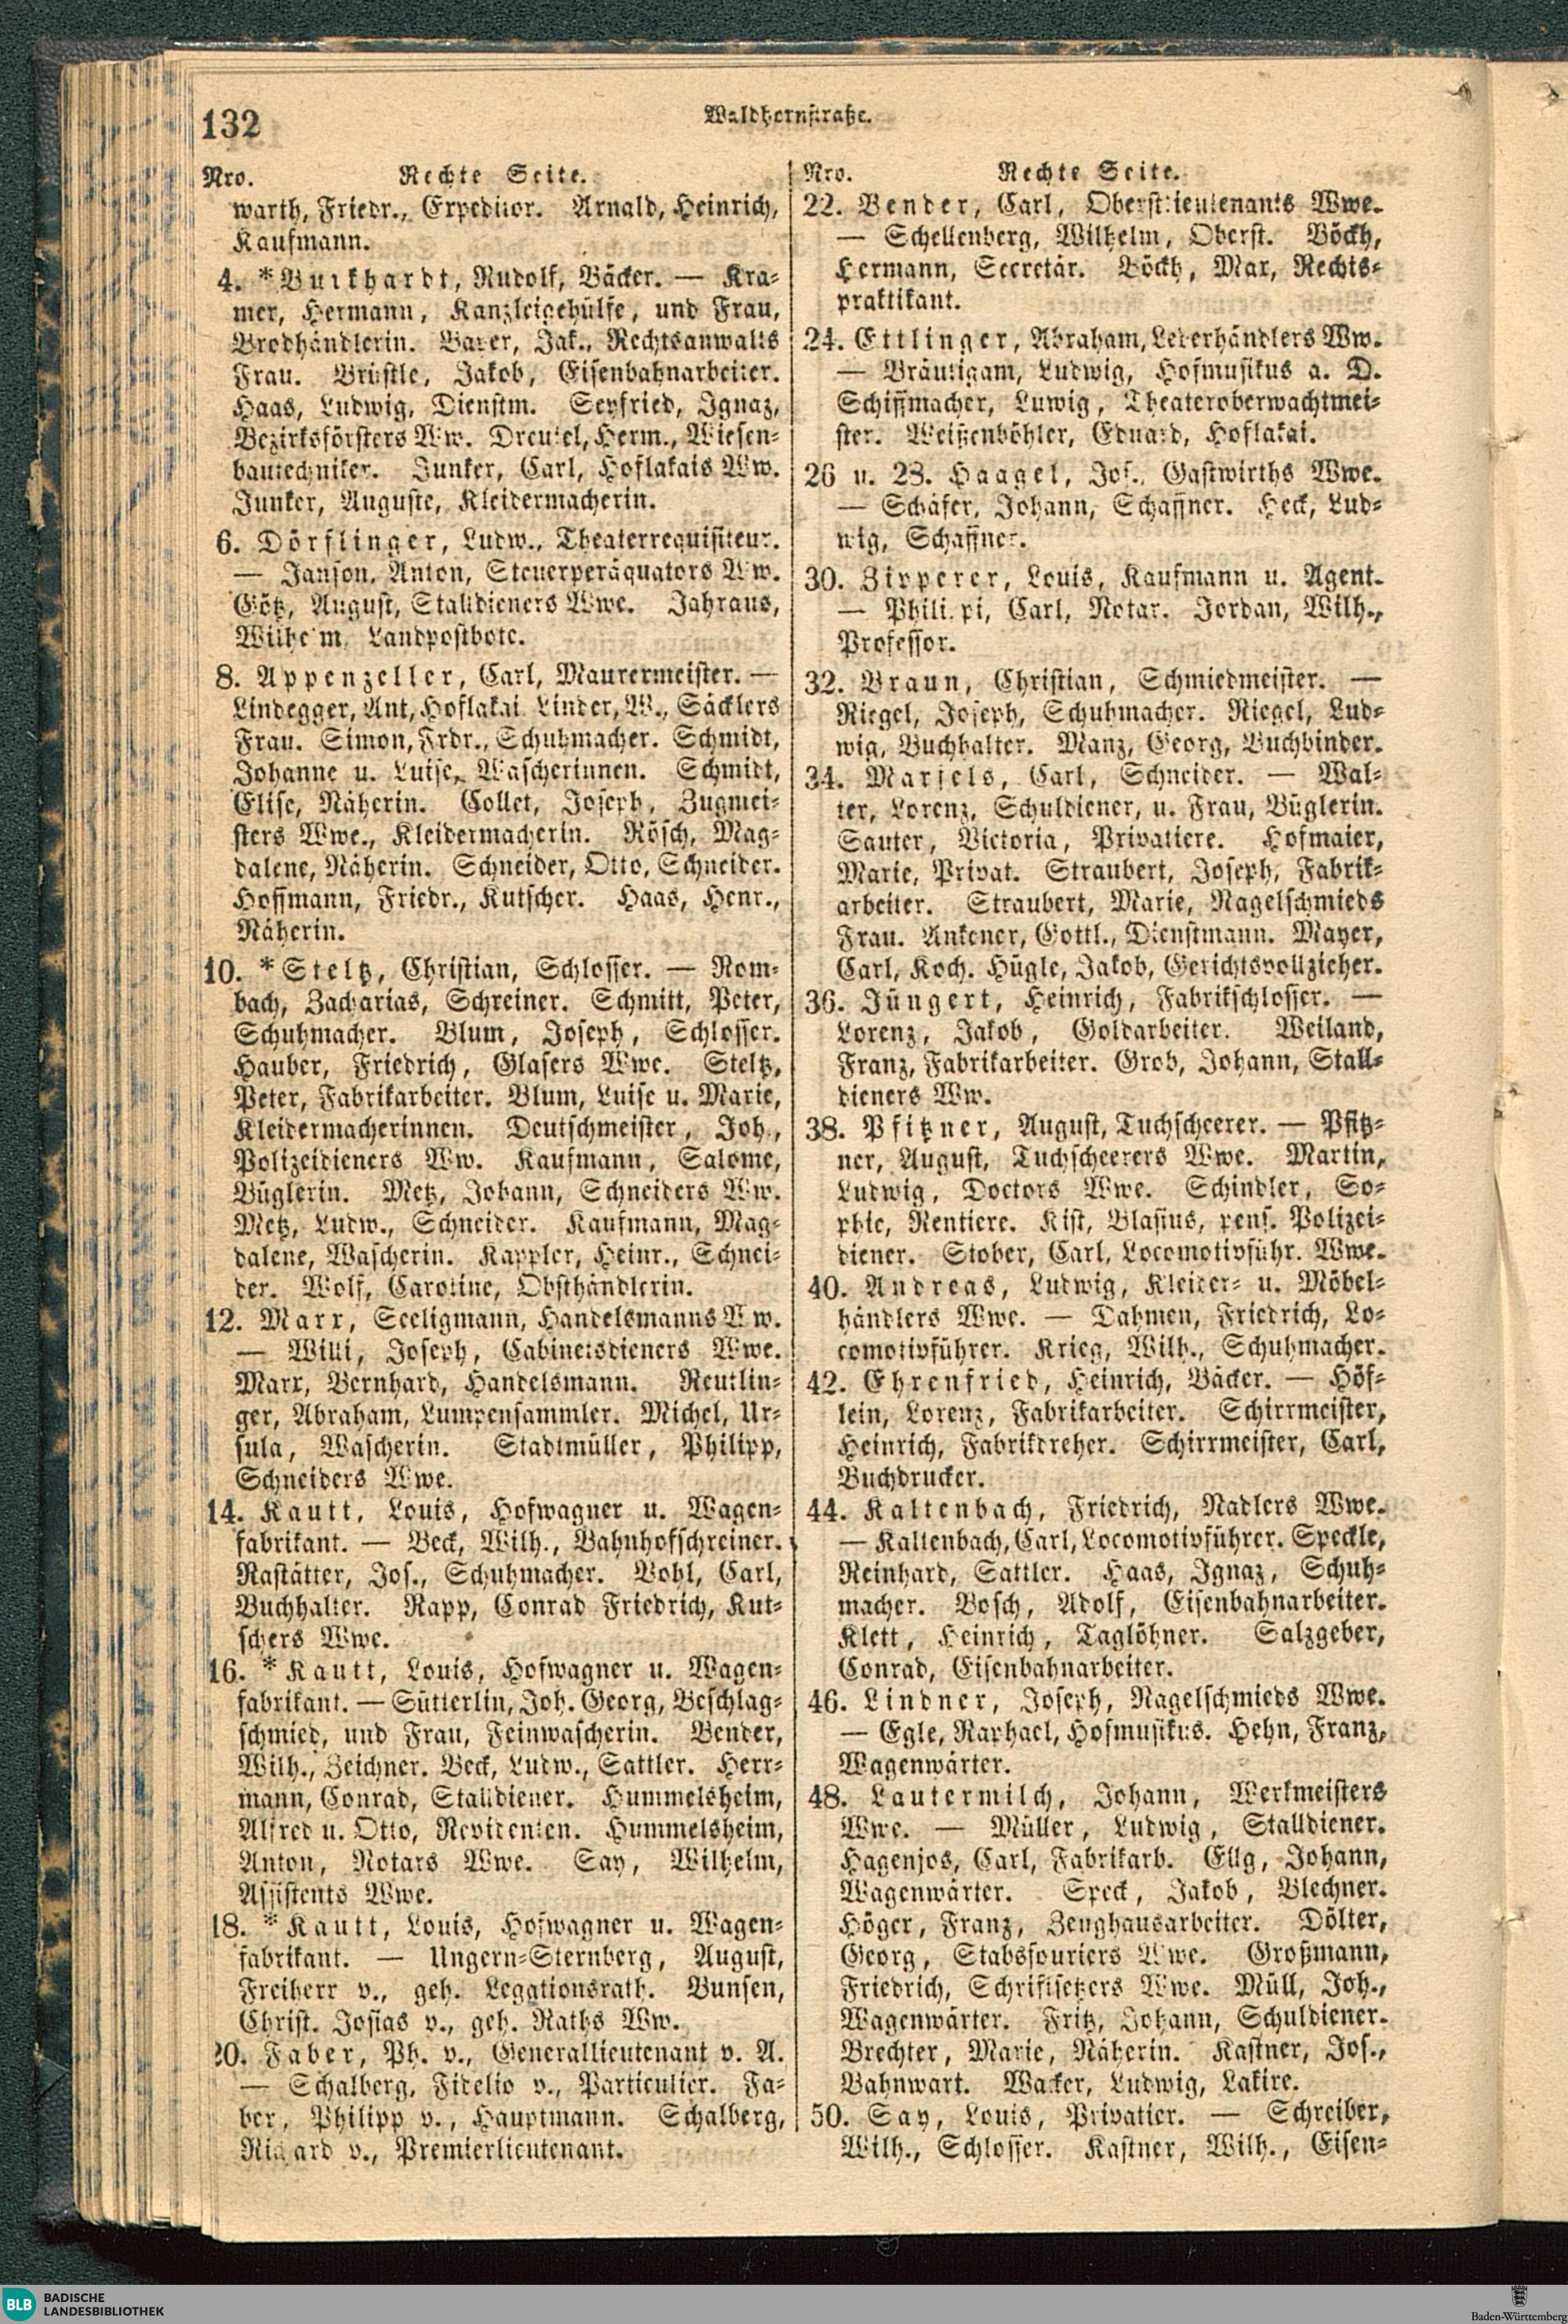 132
Waldhornstraße.
Nro. Rechte Seite.
warth, Friedr., Expeditor. Arnald, Heinrich,
Kaufmann.
4. *Burkhardt, Rudolf, Bäcker. — Kra-
mer, Hermann, Kanzleigehülfe, und Frau,
Brodhändlerin. Bayer, Jak., Rechtsanwalts
Frau. Brüstle, Jakob, Eisenbahnarbeiter.
Haas, Ludwig, Dienstm. Seyfried, Ignaz,
Bezirksförsters Ww. Dreutel, Herm., Wiesen-
bautechniker. Junker, Carl, Hoflakais Ww.
Junker, Auguste, Kleidermacherin.
6. Dörflinger, Ludw., Theaterrequisiteur.
— Janson, Anton, Steuerperäquators Ww.
Götz, August, Stalldieners Wwe. Jahraus,
Wilhelm, Landpostbote.
8. Appenzeller, Carl, Maurermeister. —
Lindegger, Ant, Hoflakai. Linder, W., Säcklers
Frau. Simon, Frdr., Schuhmacher. Schmidt,
Johanne u. Luise, Wascherinnen. Schmidt,
Elise, Näherin. Collet, Joseph, Zugmei-
sters Wwe., Kleidermacherin. Rösch, Mag-
dalene, Näherin. Schneider, Otto, Schneider.
Hoffmann, Friedr., Kutscher. Haas, Henr.,
Näherin.
10. *Steltz, Christian, Schlosser. — Rom-
bach, Zacharias, Schreiner. Schmitt, Peter,
Schuhmacher. Blum, Joseph, Schlosser.
Hauber, Friedrich, Glasers Wwe. Steltz,
Peter, Fabrikarbeiter. Blum, Luise u. Marie,
Kleidermacherinnen. Deutschmeister, Joh.,
Polizeidieners Ww. Kaufmann, Salome,
Büglerin. Metz, Johann, Schneiders Ww.
Metz, Ludw., Schneider. Kaufmann, Mag-
dalene, Wascherin. Kappler, Heinr., Schnei-
der. Wolf, Caroline, Obsthändlerin.
12. Marx, Seeligmann, Handelsmanns Ww.
— Willi, Joseph, Cabinetsdieners Wwe.
Marx, Bernhard, Handelsmann. Reutlin-
ger, Abraham, Lumpensammler. Michel, Ur-
sula, Wascherin. Stadtmüller, Philipp,
Schneiders Wwe.
14. Kautt, Louis, Hofwagner u. Wagen-
fabrikant. — Beck, Wilh., Bahnhofschreiner.
Rastätter, Jos., Schuhmacher. Vohl, Carl,
Buchhalter. Rapp, Conrad Friedrich, Kut-
schers Wwe.
16. *Kautt, Louis, Hofwagner u. Wagen-
fabrikant. — Sütterlin, Joh. Georg, Beschlag-
schmied, und Frau, Feinwascherin. Bender,
Wilh., Zeichner. Beck, Ludw., Sattler. Herr-
mann, Conrad, Stalldiener. Hummelsheim,
Alfred u. Otto, Revidenten. Hummelsheim,
Anton, Notars Wwe. Say, Wilhelm,
Assistents Wwe.
18. *Kautt, Louis, Hofwagner u. Wagen-
fabrikant. — Ungern-Sternberg, August,
Freiherr v., geh. Legationsrath. Bunsen,
Christ. Josias v., geh. Raths Ww.
20. Faber, Ph. v., Generallieutenant v. A.
— Schalberg, Fidelio v., Particulier. Fa-
ber, Philipp v., Hauptmann. Schalberg,
Richard v., Premierlieutenant.
Nro. Rechte Seite.
22. Bender, Carl, Oberstlieutenants Wwe.
— Schellenberg, Wilhelm, Oberst. Böckh,
Hermann, Secretär. Böckh, Max, Rechts-
praktikant.
24. Ettlinger, Abraham, Lederhändlers Ww.
— Bräutigam, Ludwig, Hofmusikus a. D.
Schiffmacher, Luwig, Theateroberwachtmei-
ster. Weißenböhler, Eduard, Hoflakai.
26 u. 28. Haagel, Jos., Gastwirths Wwe.
— Schäfer, Johann, Schaffner. Heck, Lud-
wig, Schaffner.
30. Zipperer, Louis, Kaufmann u. Agent.
— Philippi, Carl, Notar. Jordan, Wilh.,
Professor.
32. Braun, Christian, Schmiedmeister. —
Riegel, Joseph, Schuhmacher. Riegel, Lud-
wig, Buchhalter. Manz, Georg, Buchbinder.
34. Marjels, Carl, Schneider. — Wal-
ter, Lorenz, Schuldiener, u. Frau, Büglerin.
Sauter, Victoria, Privatiere. Hofmaier,
Marie, Privat. Straubert, Joseph, Fabrik-
arbeiter. Straubert, Marie, Nagelschmieds
Frau. Ankener, Gottl., Dienstmann. Mayer,
Carl, Koch. Hügle, Jakob, Gerichtsvollzieher.
36. Jüngert, Heinrich, Fabrikschlosser. —
Lorenz, Jakob, Goldarbeiter. Weiland,
Franz, Fabrikarbeiter. Grob, Johann, Stall-
dieners Ww.
38. Pfitzner, August, Tuchscheerer. — Pfitz-
ner, August, Tuchscheerers Wwe. Martin,
Ludwig, Doctors Wwe. Schindler, So-
phie, Rentiere. Kist, Blasius, pens. Polizei-
diener. Stober, Carl, Locomotivführ. Wwe.
40. Andreas, Ludwig, Kleider- u. Möbel-
händlers Wwe. — Dahmen, Friedrich, Lo-
comotivführer. Krieg, Wilh., Schuhmacher.
42. Ehrenfried, Heinrich, Bäcker. — Höf-
lein, Lorenz, Fabrikarbeiter. Schirrmeister,
Heinrich, Fabrikdreher. Schirrmeister, Carl,
Buchdrucker.
44. Kaltenbach, Friedrich, Nadlers Wwe.
— Kaltenbach, Carl, Locomotivführer. Speckle,
Reinhard, Sattler. Haas, Ignaz, Schuh-
macher. Bosch, Adolf, Eisenbahnarbeiter.
Klett, Heinrich, Taglöhner. Salzgeber,
Conrad, Eisenbahnarbeiter.
46. Lindner, Joseph, Nagelschmieds Wwe.
— Egle, Raphael, Hofmusikus. Hehn, Franz,
Wagenwärter.
48. Lautermilch, Johann, Werkmeisters
Wwe. — Müller, Ludwig, Stalldiener.
Hagenjos, Carl, Fabrikarb. Ellg, Johann,
Wagenwärter. Speck, Jakob, Blechner.
Höger, Franz, Zeughausarbeiter. Dölter,
Georg, Stabsfouriers Wwe. Großmann,
Friedrich, Schriftsetzers Wwe. Müll, Joh.,
Wagenwärter. Fritz, Johann, Schuldiener.
Brechter, Marie, Näherin. Kastner, Jos.,
Bahnwart. Wacker, Ludwig, Lakire.
50. Say, Louis, Privatier. — Schreiber,
Wilh., Schlosser. Kastner, Wilh., Eisen-
BLB BADISCHE
LANDESBIBLIOTHEK
Baden-Württemberg